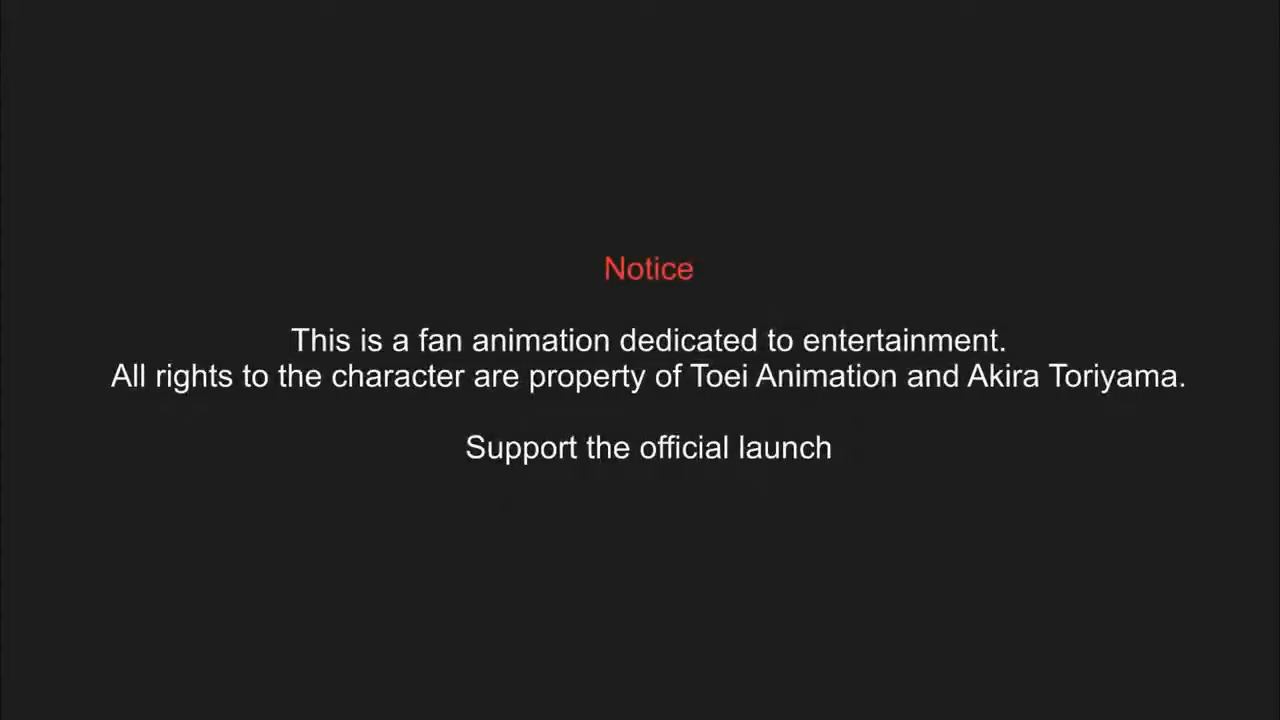 Notice
This is a fan animation dedicated to entertainment.
All rights to the character are property of Toei Animation and Akira Toriyama.
Support the official launch